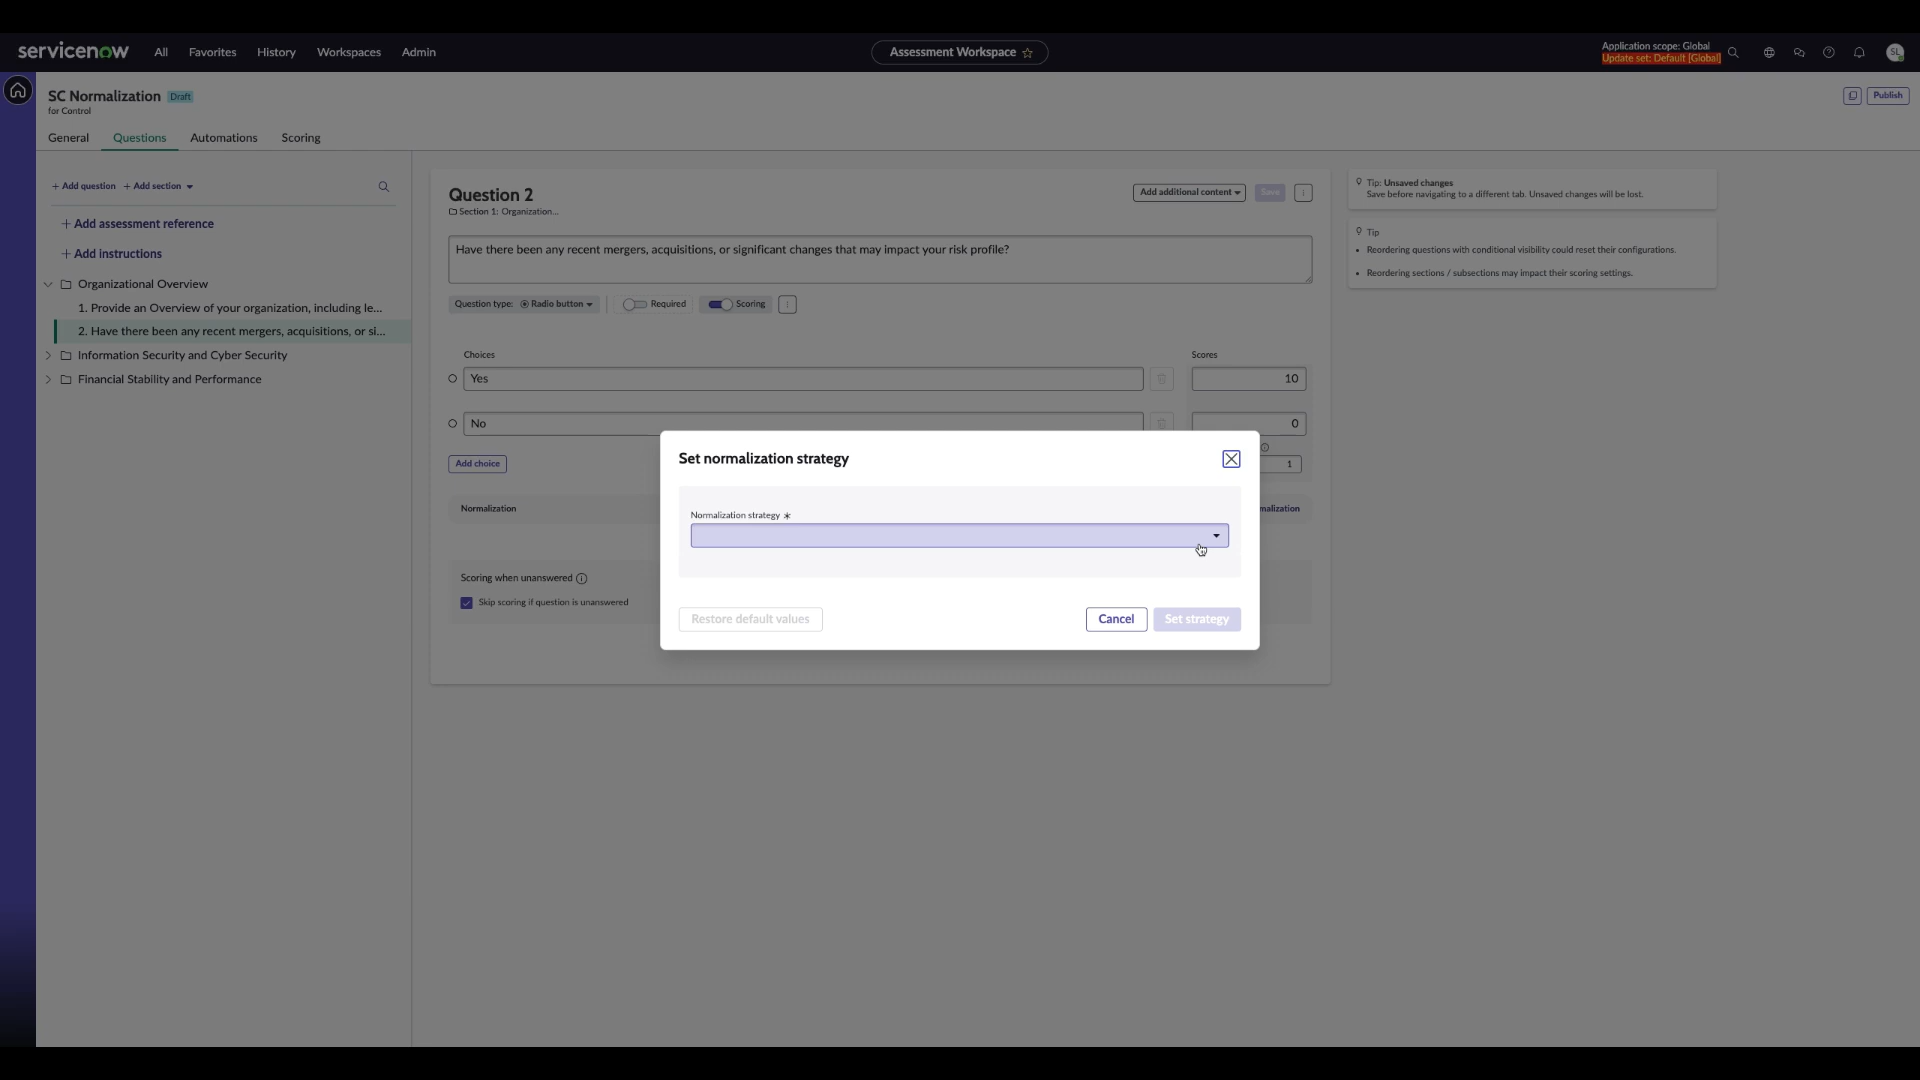 servicenow
All
Favorites
History
Workspaces
Admin
Assessment Workspace
Application scope: Global
Update set: Default [Global]
SL
SC Normalization
Draft
for Control
Publish
General
Questions
Automations
Scoring
+ Add question
+ Add section
+ Add assessment reference
+ Add instructions
Organizational Overview
1. Provide an Overview of your organization, including le...
2. Have there been any recent mergers, acquisitions, or si...
Information Security and Cyber Security
Financial Stability and Performance
Question 2
Section 1: Organization...
Add additional content
Save
Have there been any recent mergers, acquisitions, or significant changes that may impact your risk profile?
Question type: Radio button
Required
Scoring
Choices
Scores
Yes
10
No
0
Add choice
1
Normalization
malization
Scoring when unanswered
Skip scoring if question is unanswered
Set normalization strategy
Normalization strategy *
Restore default values
Cancel
Set strategy
Tip: Unsaved changes
Save before navigating to a different tab. Unsaved changes will be lost.
Tip
• Reordering questions with conditional visibility could reset their configurations.
• Reordering sections / subsections may impact their scoring settings.